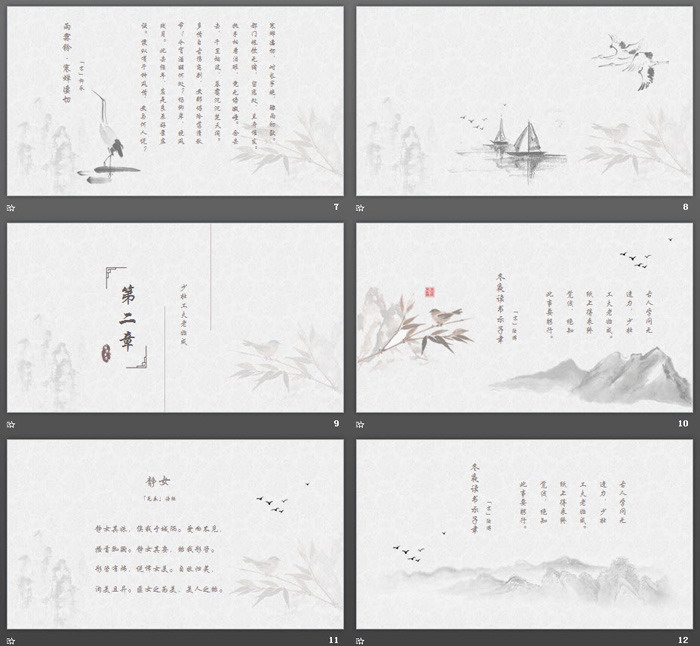 雨霖铃·寒蝉凄切
「宋」柳永
寒蝉凄切,对长亭晚,骤雨初歇。
都门帐饮无绪,留恋处,兰舟催发。
执手相看泪眼,竟无语凝噎。念去
去,千里烟波,暮霭沉沉楚天阔。
多情自古伤离别,更那堪冷落清秋
节!今宵酒醒何处?杨柳岸,晓风
残月。此去经年,应是良辰好景虚
设。便纵有千种风情,更与何人说?
7
8
第二章
少壮工夫老始成
9
冬夜读书示子聿
「宋」陆游
古人学问无
遗力,少壮
工夫老始成。
纸上得来终
觉浅,绝知
此事要躬行。
10
静女
「先秦」诗经
静女其姝,俟我于城隅。爱而不见,
搔首踟蹰。静女其娈,贻我彤管。
彤管有炜,说怿女美。自牧归荑,
洵美且异。匪女之为美,美人之贻。
11
冬夜读书示子聿
「宋」陆游
古人学问无
遗力,少壮
工夫老始成。
纸上得来终
觉浅,绝知
此事要躬行。
12